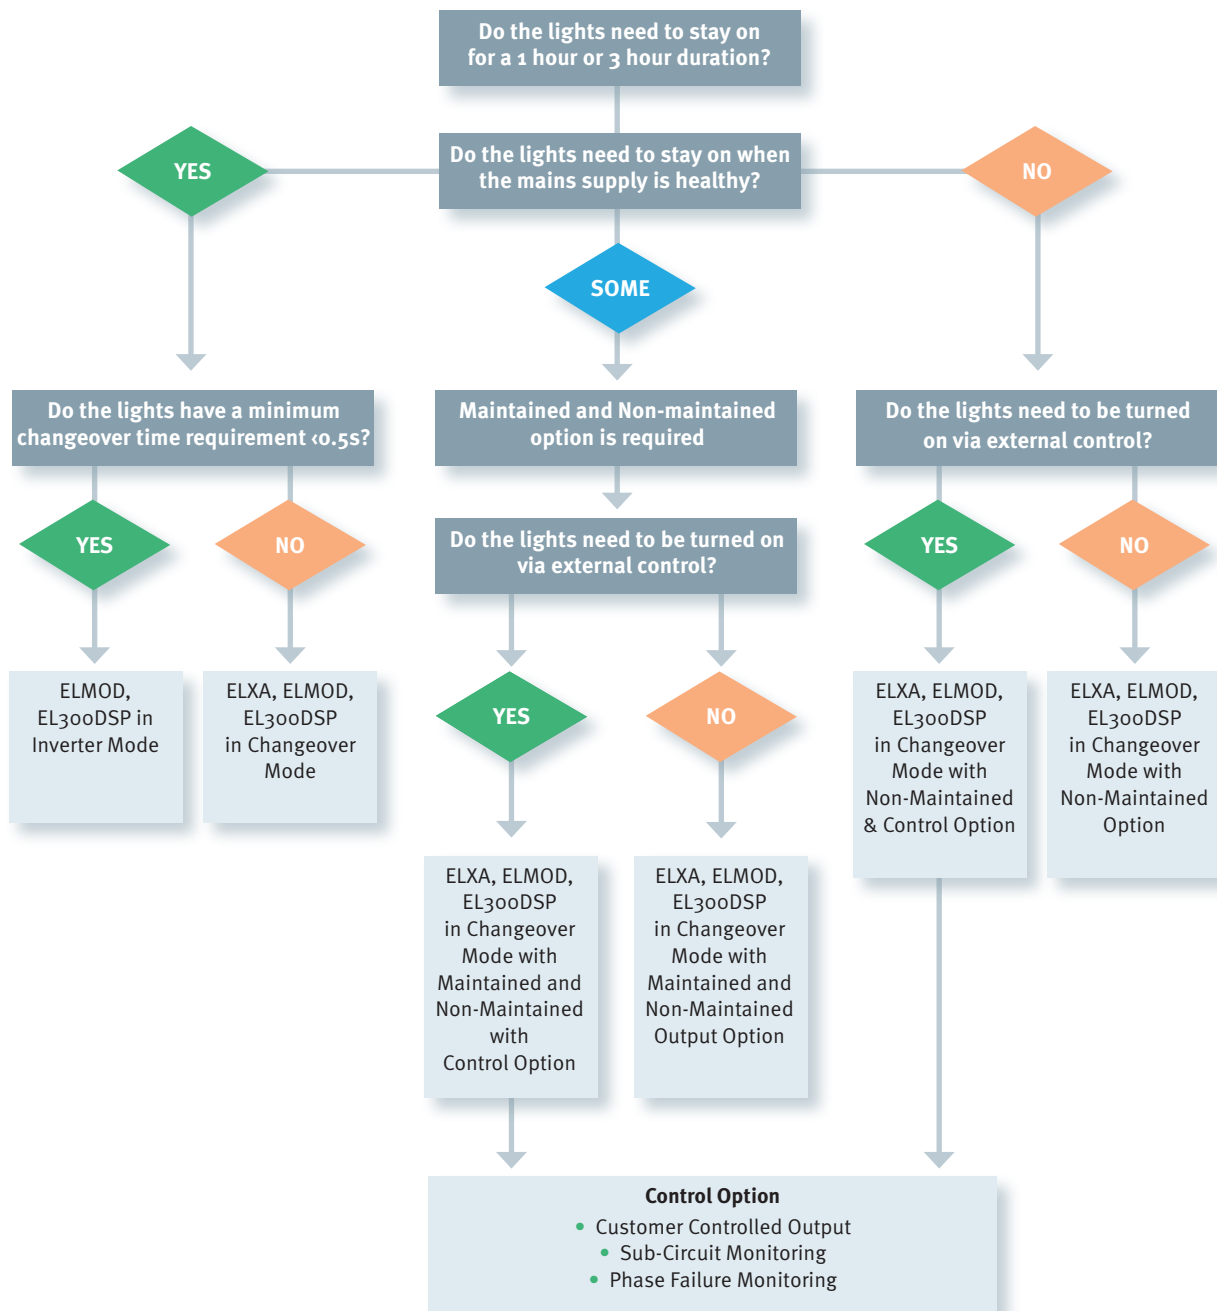 Do the lights need to stay on
for a 1 hour or 3 hour duration?
Do the lights need to stay on when
the mains supply is healthy?
YES
NO
SOME
Do the lights have a minimum
changeover time requirement <0.5s?
YES
NO
ELMOD,
EL300DSP in
Inverter Mode
ELXA, ELMOD,
EL300DSP
in Changeover
Mode
Maintained and Non-maintained
option is required
Do the lights need to be turned on
via external control?
YES
NO
ELXA, ELMOD,
EL300DSP
in Changeover
Mode with
Maintained and
Non-Maintained
with
Control Option
ELXA, ELMOD,
EL300DSP
in Changeover
Mode with
Maintained and
Non-Maintained
Output Option
Do the lights need to be turned
on via external control?
YES
NO
ELXA, ELMOD,
EL300DSP
in Changeover
Mode with
Non-Maintained
& Control Option
ELXA, ELMOD,
EL300DSP
in Changeover
Mode with
Non-Maintained
Option
Control Option
• Customer Controlled Output
• Sub-Circuit Monitoring
• Phase Failure Monitoring